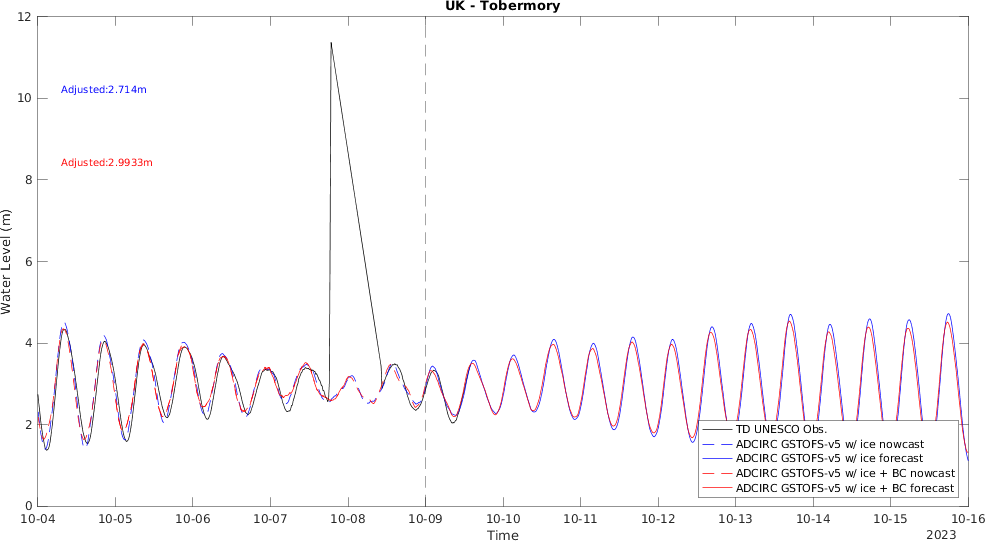 UK - Tobermory
12
10
8
6
4
2
0
Water Level (m)
Adjusted:2.714m
Adjusted:2.9933m
TD UNESCO Obs.
ADCIRC GSTOFS-v5 w/ ice nowcast
ADCIRC GSTOFS-v5 w/ ice forecast
ADCIRC GSTOFS-v5 w/ ice + BC nowcast
ADCIRC GSTOFS-v5 w/ ice + BC forecast
10-04 10-05 10-06 10-07 10-08 10-09 10-10 10-11 10-12 10-13 10-14 10-15 10-16
Time
2023